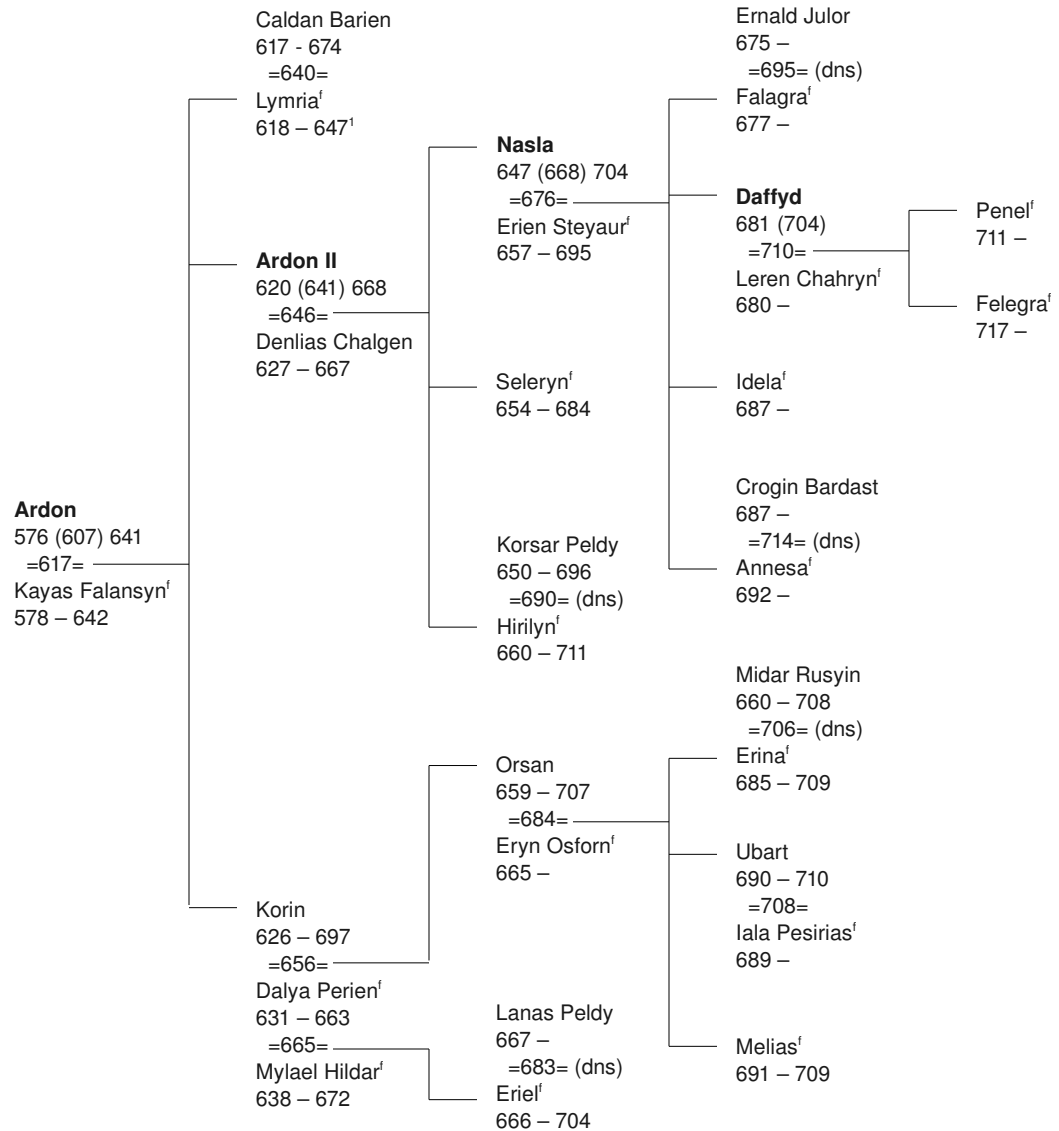 Caldan Barien
617 - 674
=640=
Lymriaᶠ
618 – 647¹
Ernald Julor
675 –
=695= (dns)
Falagraᶠ
677 –
Nasla
647 (668) 704
=676=
Erien Steyaurᶠ
657 – 695
Daffyd
681 (704)
=710=
Leren Chahrynᶠ
680 –
Penelᶠ
711 –
Felegraᶠ
717 –
Ardon II
620 (641) 668
=646=
Denlias Chalgen
627 – 667
Selerynᶠ
654 – 684
Idelaᶠ
687 –
Crogin Bardast
687 –
=714= (dns)
Annesaᶠ
692 –
Ardon
576 (607) 641
=617=
Kayas Falansynᶠ
578 – 642
Korsar Peldy
650 – 696
=690= (dns)
Hirilynᶠ
660 – 711
Midar Rusyin
660 – 708
=706= (dns)
Erinaᶠ
685 – 709
Orsan
659 – 707
=684=
Eryn Osfornᶠ
665 –
Ubart
690 – 710
=708=
Iala Pesiriasᶠ
689 –
Korin
626 – 697
=656=
Dalya Perienᶠ
631 – 663
=665=
Mylael Hildarᶠ
638 – 672
Lanas Peldy
667 –
=683= (dns)
Erielᶠ
666 – 704
Meliasᶠ
691 – 709